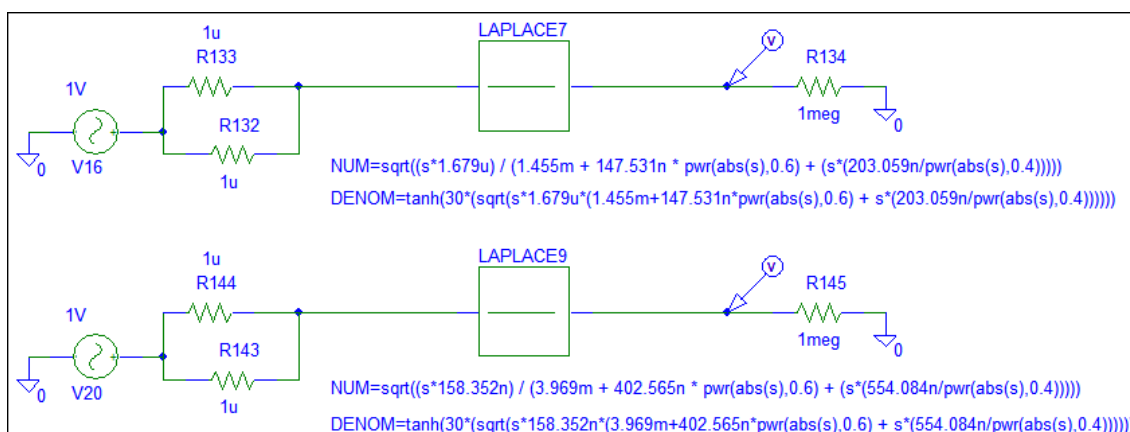 1u
R133
LAPLACE7
V
1V
R134
R132
1meg
0
V16
0
1u
NUM=sqrt((s*1.679u) / (1.455m + 147.531n * pwr(abs(s),0.6) + (s*(203.059n/pwr(abs(s),0.4)))))
DENOM=tanh(30*(sqrt(s*1.679u*(1.455m+147.531n*pwr(abs(s),0.6) + s*(203.059n/pwr(abs(s),0.4))))))
1u
R144
LAPLACE9
V
1V
R145
R143
1meg
0
V20
0
1u
NUM=sqrt((s*158.352n) / (3.969m + 402.565n * pwr(abs(s),0.6) + (s*(554.084n/pwr(abs(s),0.4)))))
DENOM=tanh(30*(sqrt(s*158.352n*(3.969m+402.565n*pwr(abs(s),0.6) + s*(554.084n/pwr(abs(s),0.4)))))